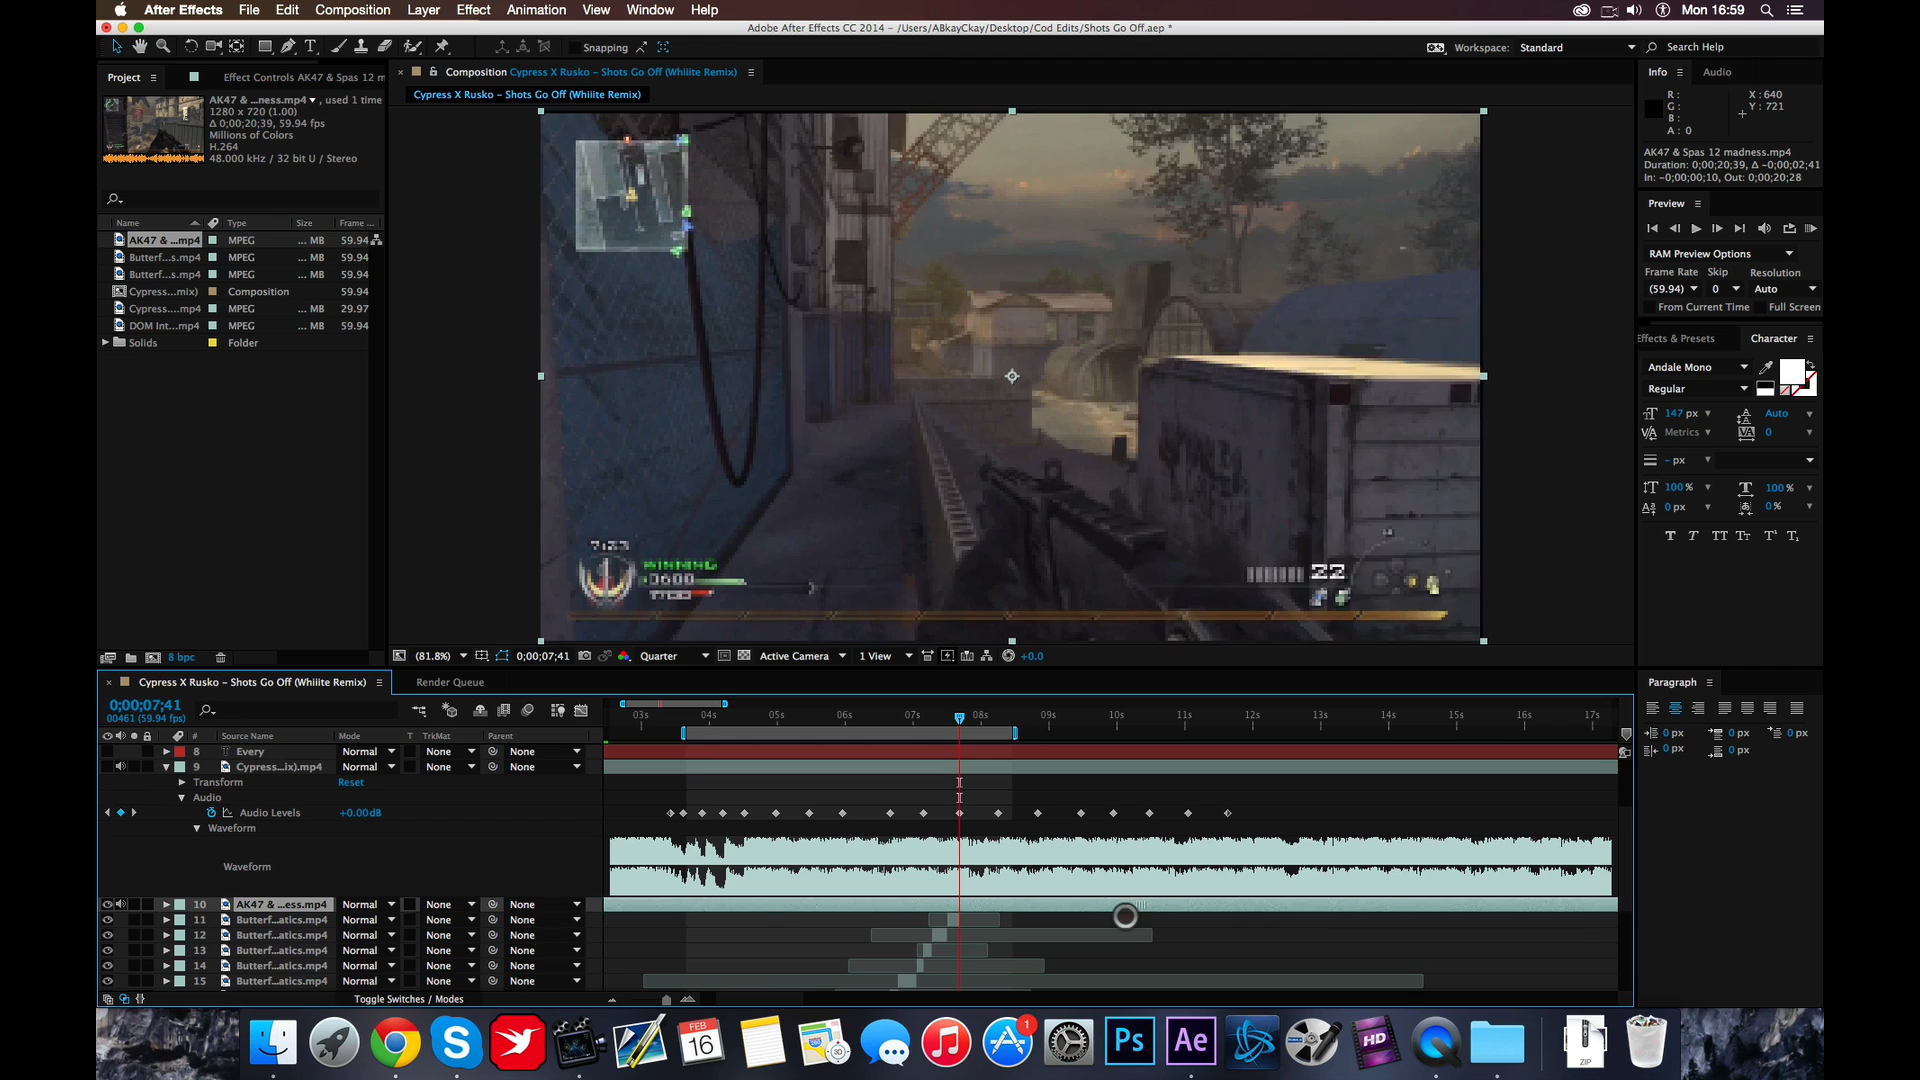 After Effects File Edit Composition Layer Effect Animation View Window Help Mon 16:59
Adobe After Effects CC 2014 - /Users/ABkayCkay/Desktop/Cod Edits/Shots Go Off.aep *
Snapping Workspace: Standard Search Help
Project Effect Controls AK47 & Spas 12 m
Composition Cypress X Rusko - Shots Go Off (Whiiite Remix)
Info Audio
Cypress X Rusko - Shots Go Off (Whiiite Remix)
AK47 & ...ness.mp4 , used 1 time
1280 x 720 (1.00)
Δ 0;00;20;39, 59.94 fps
Millions of Colors
H.264
48.000 kHz / 32 bit U / Stereo
R :
G :
B :
A : 0
X : 640
Y : 721
AK47 & Spas 12 madness.mp4
Duration: 0;00;20;39, Δ -0;00;02;41
In: -0;00;00;10, Out: 0;00;20;28
Name Type Size Frame ...
AK47 & ...mp4 MPEG ... MB 59.94
Butterf...s.mp4 MPEG ... MB 59.94
Butterf...s.mp4 MPEG ... MB 59.94
Cypress...mix) Composition 59.94
Cypress....mp4 MPEG ... MB 29.97
DOM Int...mp4 MPEG ... MB 59.94
Solids Folder
Preview
RAM Preview Options
Frame Rate Skip Resolution
(59.94) 0 Auto
From Current Time Full Screen
Effects & Presets Character
Andale Mono
Regular
147 px Auto
Metrics 0
- px
100 % 100 %
0 px 0 %
T T TT Tt T¹ T₁
7:23
WINNING
3600
1100
22
8 bpc
(81.8%) 0;00;07;41 Quarter Active Camera 1 View +0.0
Cypress X Rusko - Shots Go Off (Whiiite Remix) Render Queue
Paragraph
0 px 0 px 0 px
0 px 0 px
0;00;07;41
00461 (59.94 fps)
03s 04s 05s 06s 07s 08s 09s 10s 11s 12s 13s 14s 15s 16s 17s
# Source Name Mode T TrkMat Parent
8 T Every Normal None None
9 Cypress...ix).mp4 Normal None None
Transform Reset
Audio
Audio Levels +0.00dB
Waveform
Waveform
10 AK47 & ...ess.mp4 Normal None None
11 Butterf...atics.mp4 Normal None None
12 Butterf...atics.mp4 Normal None None
13 Butterf...atics.mp4 Normal None None
14 Butterf...atics.mp4 Normal None None
15 Butterf...atics.mp4 Normal None None
Toggle Switches / Modes
FEB
16
3D
1
Ps
Ae
HD
ZIP